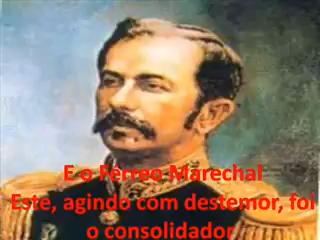 E o Férreo Marechal
Este, agindo com destemor, foi
o consolidador